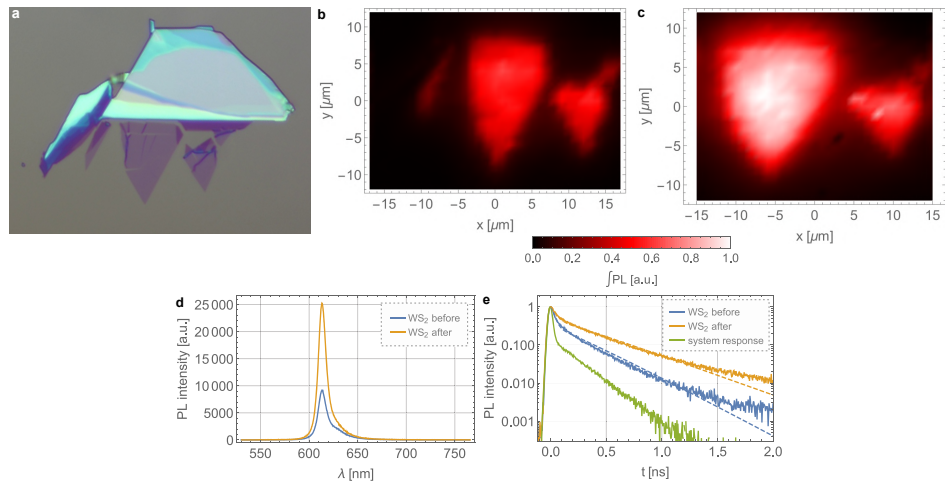 a
b
10
5
0
−5
−10
y [μm]
−15
−10
−5
0
5
10
15
x [μm]
c
10
5
0
−5
−10
y [μm]
−15
−10
−5
0
5
10
15
x [μm]
0.0
0.2
0.4
0.6
0.8
1.0
∫PL [a.u.]
d
25000
20000
15000
10000
5000
0
PL intensity [a.u.]
WS₂ before
WS₂ after
550
600
650
700
750
λ [nm]
e
1
0.100
0.010
0.001
PL intensity [a.u.]
WS₂ before
WS₂ after
system response
0.0
0.5
1.0
1.5
2.0
t [ns]